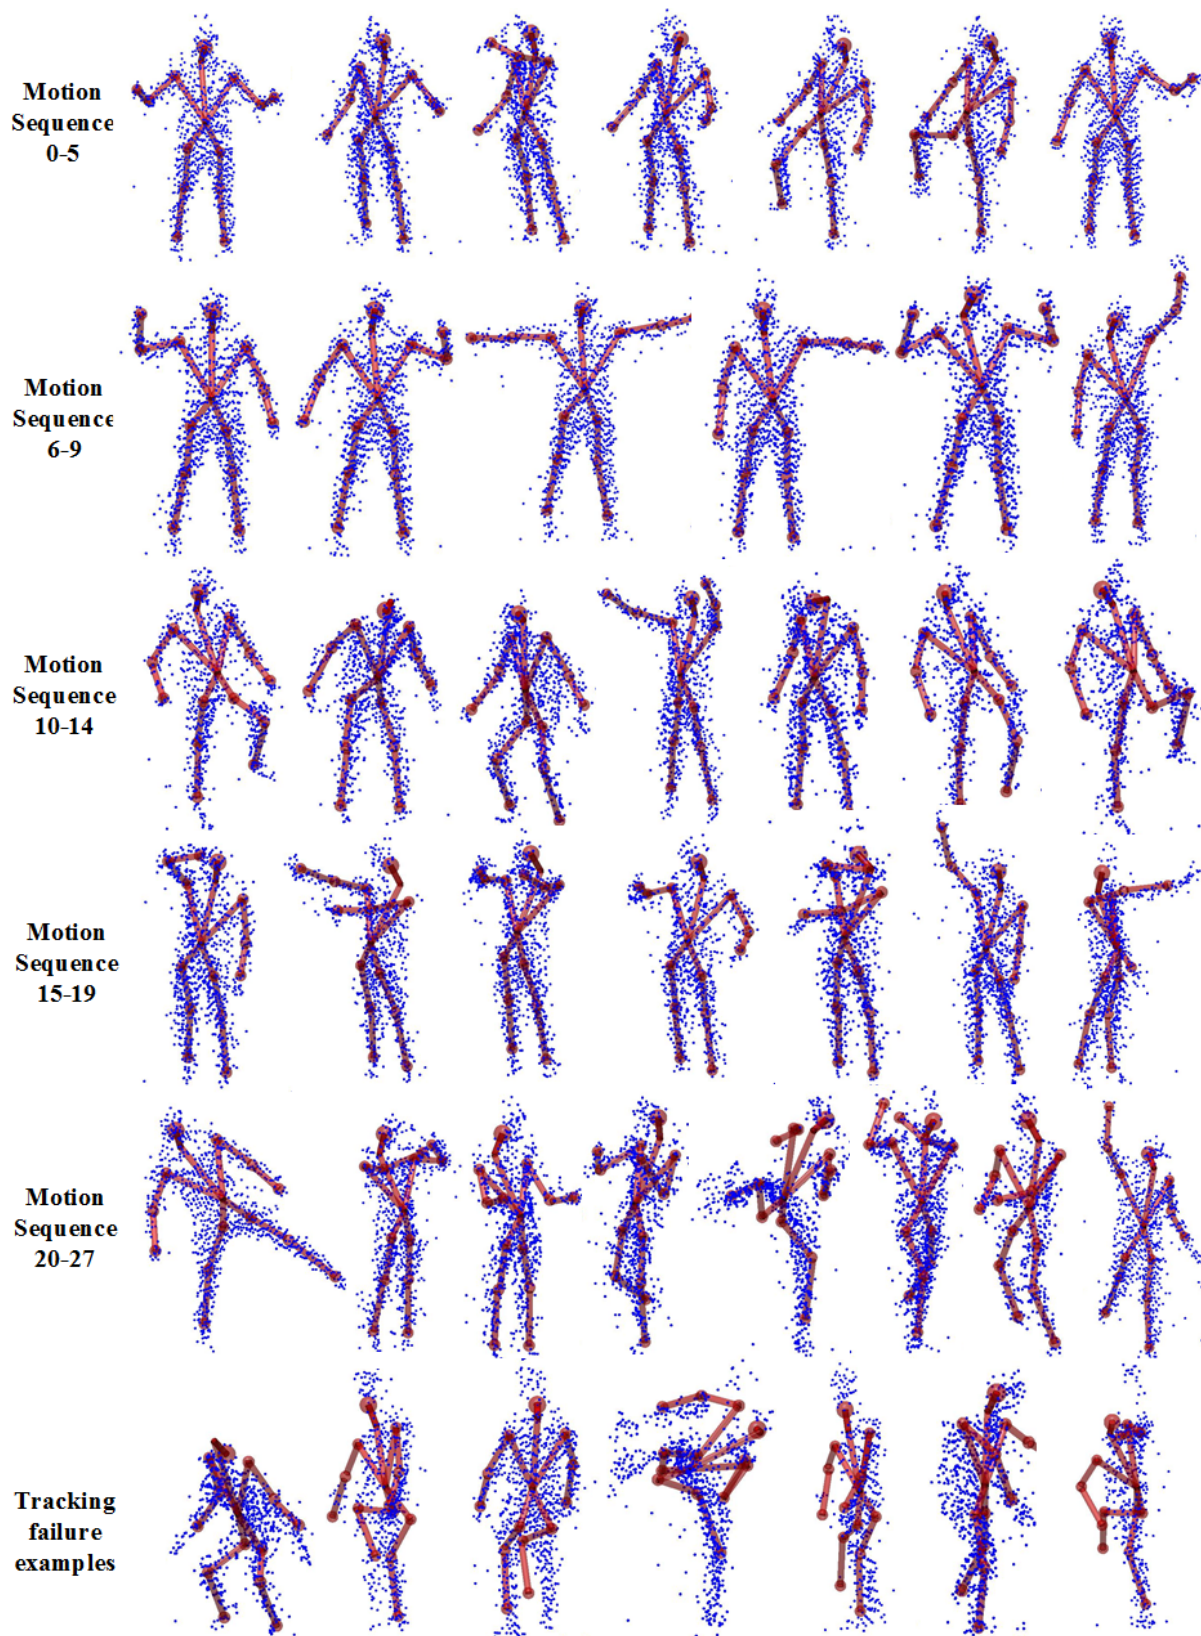 Motion
Sequence
0-5
Motion
Sequence
6-9
Motion
Sequence
10-14
Motion
Sequence
15-19
Motion
Sequence
20-27
Tracking
failure
examples